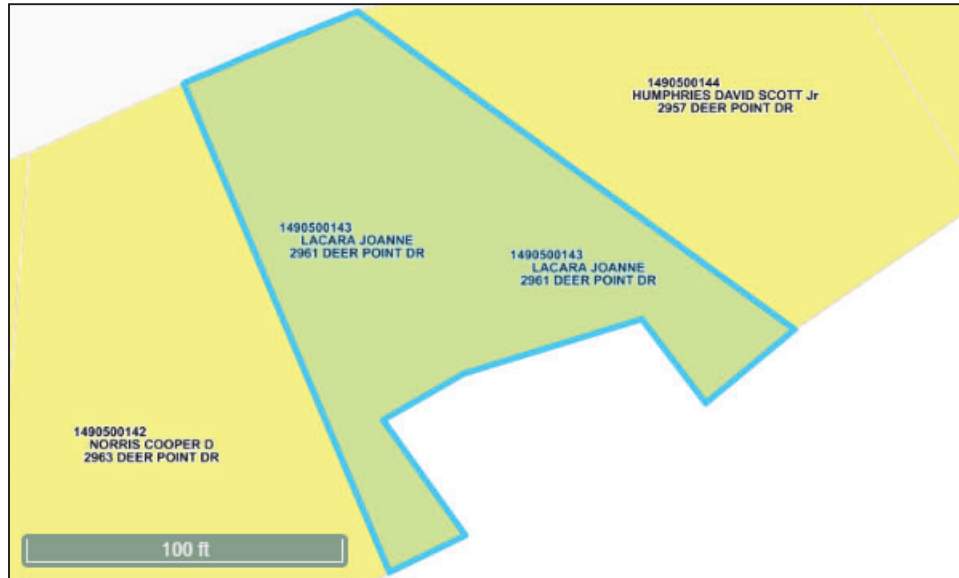 1490500144
HUMPHRIES DAVID SCOTT Jr
2957 DEER POINT DR
1490500143
LACARA JOANNE
2961 DEER POINT DR
1490500143
LACARA JOANNE
2961 DEER POINT DR
1490500142
NORRIS COOPER D
2963 DEER POINT DR
100 ft